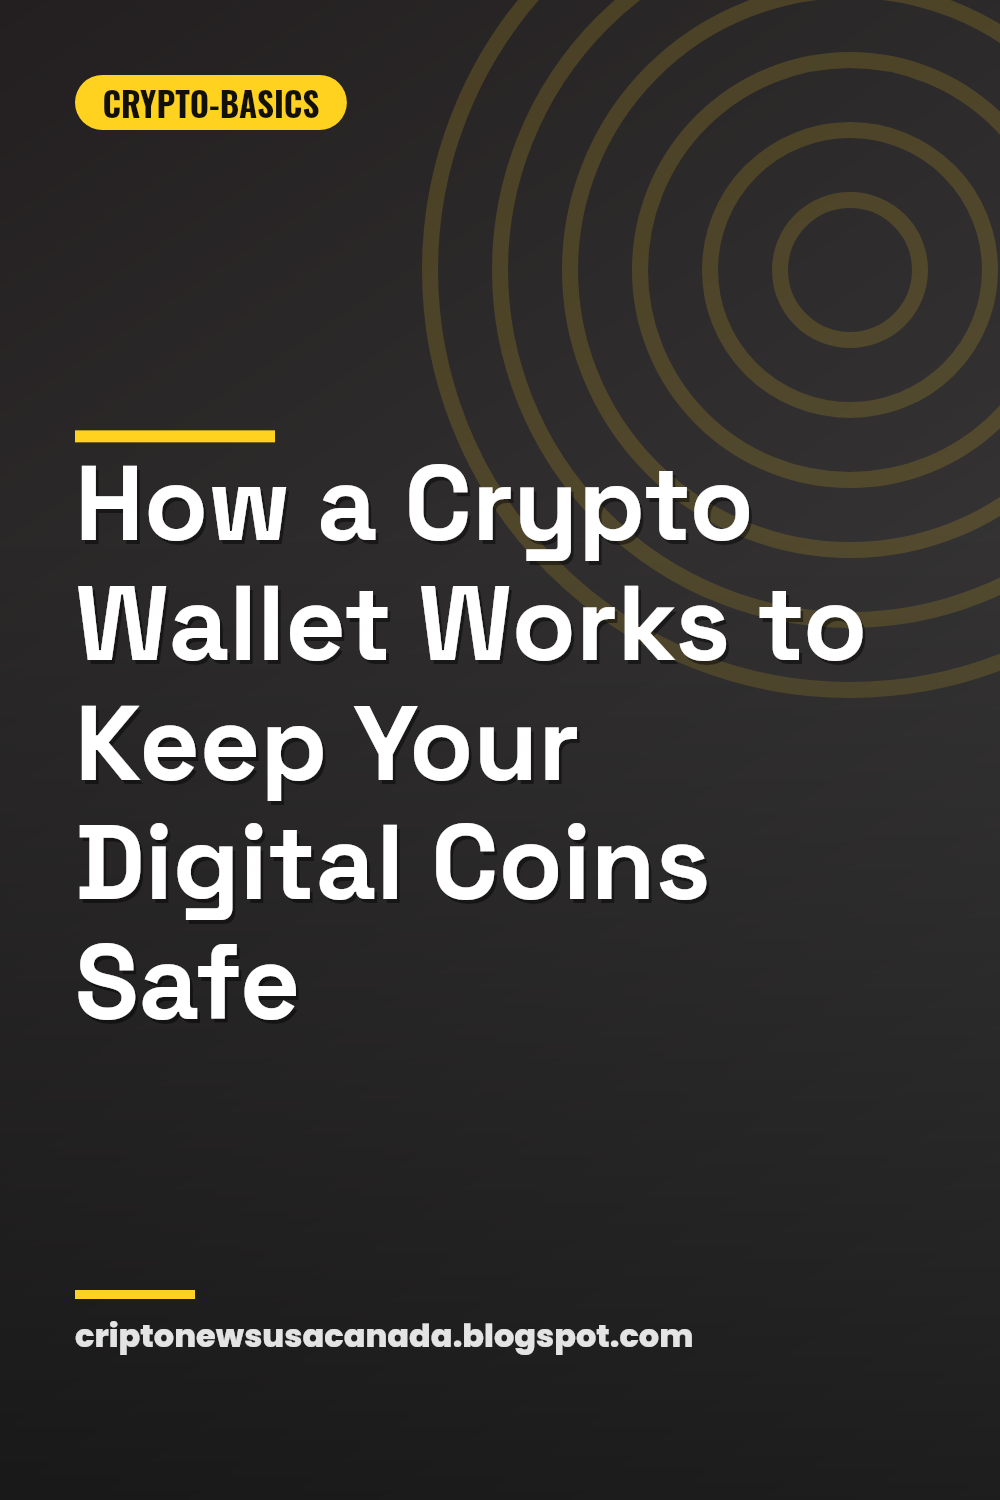 CRYPTO-BASICS
How a Crypto
Wallet Works to
Keep Your
Digital Coins
Safe
criptonewsusacanada.blogspot.com